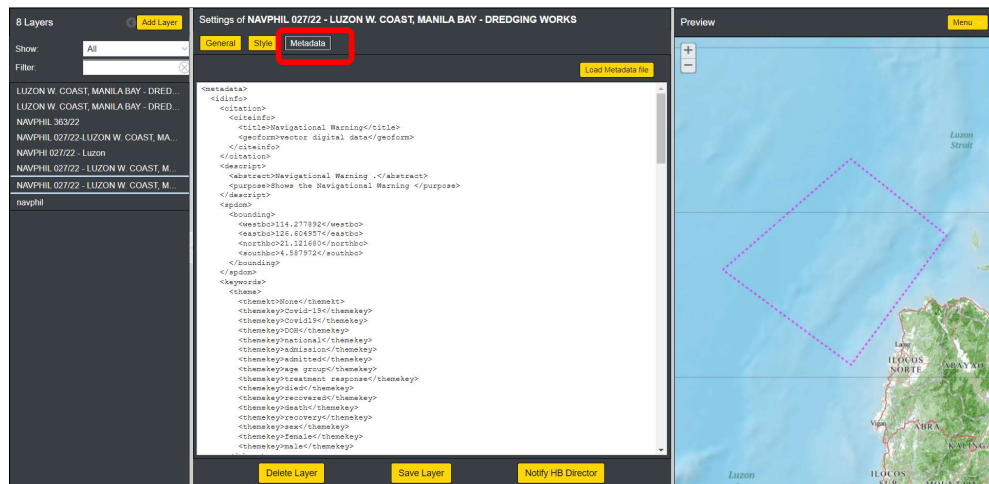 8 Layers
Add Layer
Show:
All
Filter:
LUZON W. COAST, MANILA BAY - DRED...
LUZON W. COAST, MANILA BAY - DRED...
NAVPHIL 363/22
NAVPHIL 027/22-LUZON W. COAST, MA...
NAVPHI 027/22 - Luzon
NAVPHIL 027/22 - LUZON W. COAST, M...
NAVPHIL 027/22 - LUZON W. COAST, M...
navphil
Settings of NAVPHIL 027/22 - LUZON W. COAST, MANILA BAY - DREDGING WORKS
General Style Metadata
Load Metadata file
<metadata>
<idinfo>
<citation>
<citeinfo>
<title>Navigational Warning</title>
<geoform>vector digital data</geoform>
</citeinfo>
</citation>
<descript>
<abstract>Navigational Warning .</abstract>
<purpose>Shows the Navigational Warning </purpose>
</descript>
<spdom>
<bounding>
<westbc>114.277892</westbc>
<eastbc>126.604957</eastbc>
<northbc>21.121680</northbc>
<southbc>4.587972</southbc>
</bounding>
</spdom>
<keywords>
<theme>
<themekt>None</themekt>
<themekey>Covid-19</themekey>
<themekey>Covid19</themekey>
<themekey>DOH</themekey>
<themekey>national</themekey>
<themekey>admission</themekey>
<themekey>admitted</themekey>
<themekey>age group</themekey>
<themekey>treatment response</themekey>
<themekey>died</themekey>
<themekey>recovered</themekey>
<themekey>death</themekey>
<themekey>recovery</themekey>
<themekey>sex</themekey>
<themekey>female</themekey>
<themekey>male</themekey>
Delete Layer
Save Layer
Notify HB Director
Preview
Menu
+
−
Luzon
Strait
Laoag
ILOCOS
NORTE
APAYAO
Vigan
ABRA
KALING
Luzon
ILOCOS